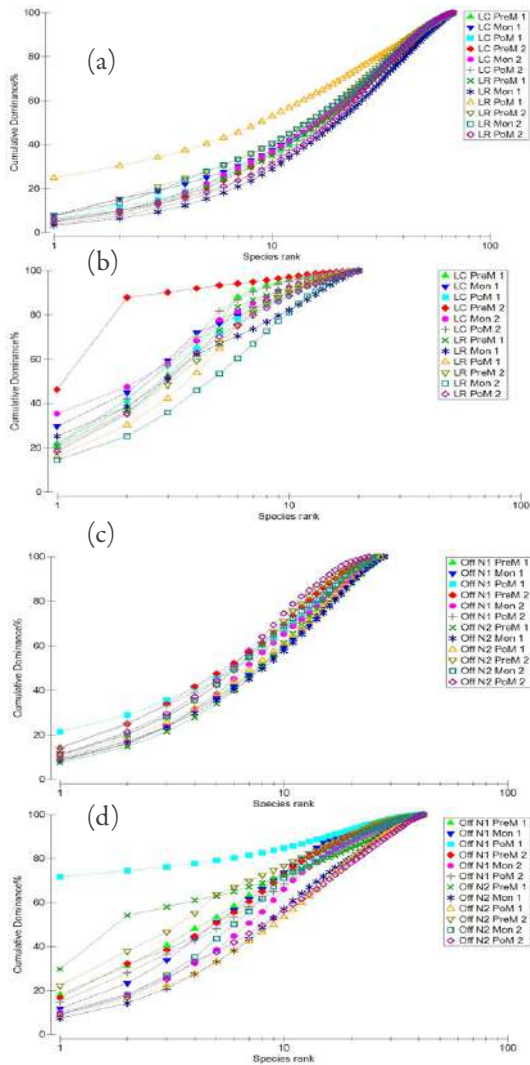 (a)
100
80
60
40
20
0
Cumulative Dominance%
1
10
100
Species rank
LC PreM 1
LC Mon 1
LC PoM 1
LC PreM 2
LC Mon 2
LC PoM 2
LR PreM 1
LR Mon 1
LR PoM 1
LR PreM 2
LR Mon 2
LR PoM 2
(b)
100
80
60
40
20
0
Cumulative Dominance%
1
10
100
Species rank
LC PreM 1
LC Mon 1
LC PoM 1
LC PreM 2
LC Mon 2
LC PoM 2
LR PreM 1
LR Mon 1
LR PoM 1
LR PreM 2
LR Mon 2
LR PoM 2
(c)
100
80
60
40
20
0
Cumulative Dominance%
1
10
100
Species rank
Off N1 PreM 1
Off N1 Mon 1
Off N1 PoM 1
Off N1 PreM 2
Off N1 Mon 2
Off N1 PoM 2
Off N2 PreM 1
Off N2 Mon 1
Off N2 PoM 1
Off N2 PreM 2
Off N2 Mon 2
Off N2 PoM 2
(d)
100
80
60
40
20
0
Cumulative Dominance%
1
10
100
Species rank
Off N1 PreM 1
Off N1 Mon 1
Off N1 PoM 1
Off N1 PreM 2
Off N1 Mon 2
Off N1 PoM 2
Off N2 PreM 1
Off N2 Mon 1
Off N2 PoM 1
Off N2 PreM 2
Off N2 Mon 2
Off N2 PoM 2